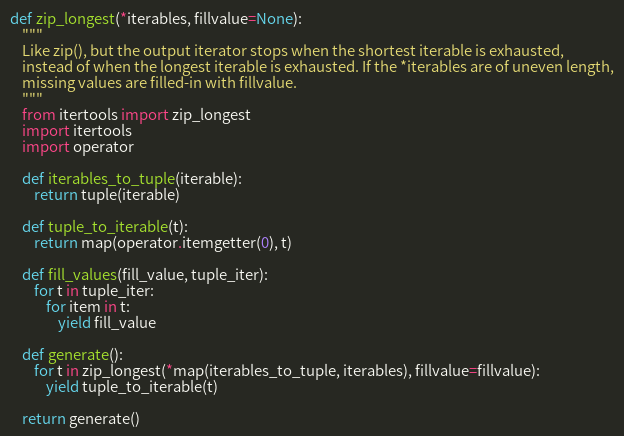 def zip_longest(*iterables, fillvalue=None):
    """
    Like zip(), but the output iterator stops when the shortest iterable is exhausted,
    instead of when the longest iterable is exhausted. If the *iterables are of uneven length,
    missing values are filled-in with fillvalue.
    """
    from itertools import zip_longest
    import itertools
    import operator

    def iterables_to_tuple(iterable):
        return tuple(iterable)

    def tuple_to_iterable(t):
        return map(operator.itemgetter(0), t)

    def fill_values(fill_value, tuple_iter):
        for t in tuple_iter:
            for item in t:
                yield fill_value

    def generate():
        for t in zip_longest(*map(iterables_to_tuple, iterables), fillvalue=fillvalue):
            yield tuple_to_iterable(t)

    return generate()